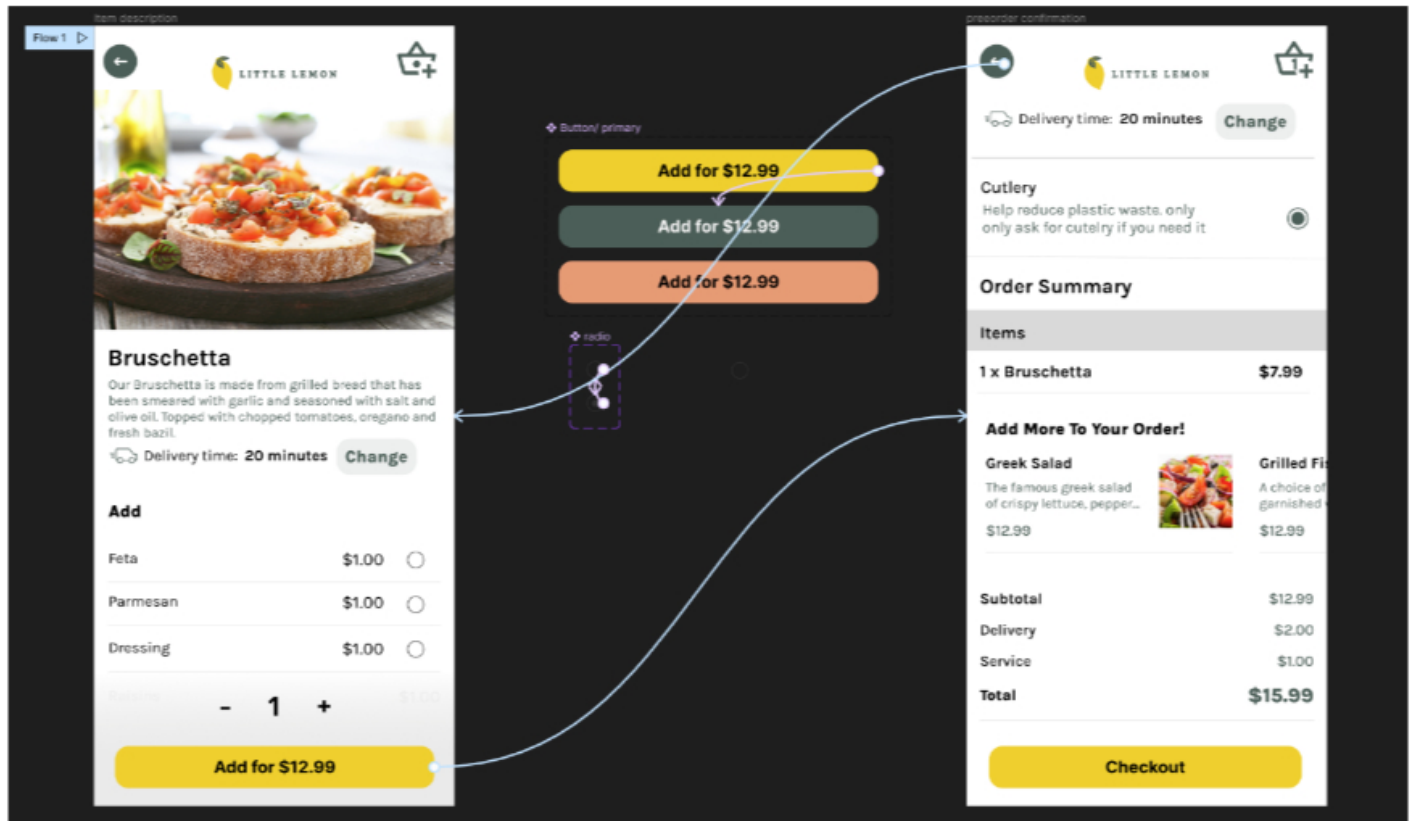 item description
Flow 1
LITTLE LEMON
Bruschetta
Our Bruschetta is made from grilled bread that has
been smeared with garlic and seasoned with salt and
olive oil. Topped with chopped tomatoes, oregano and
fresh bazil.
Delivery time: 20 minutes Change
Add
Feta $1.00
Parmesan $1.00
Dressing $1.00
$1.00
- 1 +
Add for $12.99
Button/ primary
Add for $12.99
Add for $12.99
Add for $12.99
radio
preeorder confirmation
LITTLE LEMON
1
Delivery time: 20 minutes Change
Cutlery
Help reduce plastic waste. only
only ask for cutelry if you need it
Order Summary
Items
1 x Bruschetta $7.99
Add More To Your Order!
Greek Salad
The famous greek salad
of crispy lettuce, pepper...
$12.99
Grilled Fi
A choice of
garnished
$12.99
Subtotal $12.99
Delivery $2.00
Service $1.00
Total $15.99
Checkout